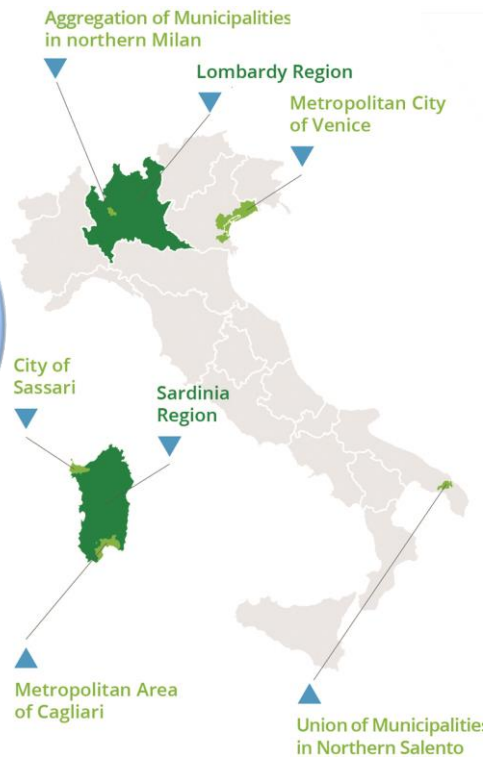 Aggregation of Municipalities
in northern Milan
Lombardy Region
Metropolitan City
of Venice
City of
Sassari
Sardinia
Region
Metropolitan Area
of Cagliari
Union of Municipalities
in Northern Salento